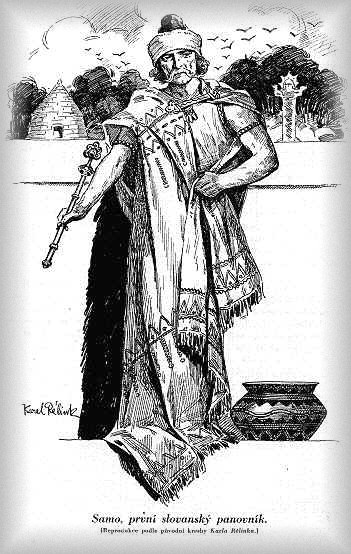 Karel Rélink
Samo, první slovanský panovník.
(Reprodukce podle původní kresby Karla Rélinka.)